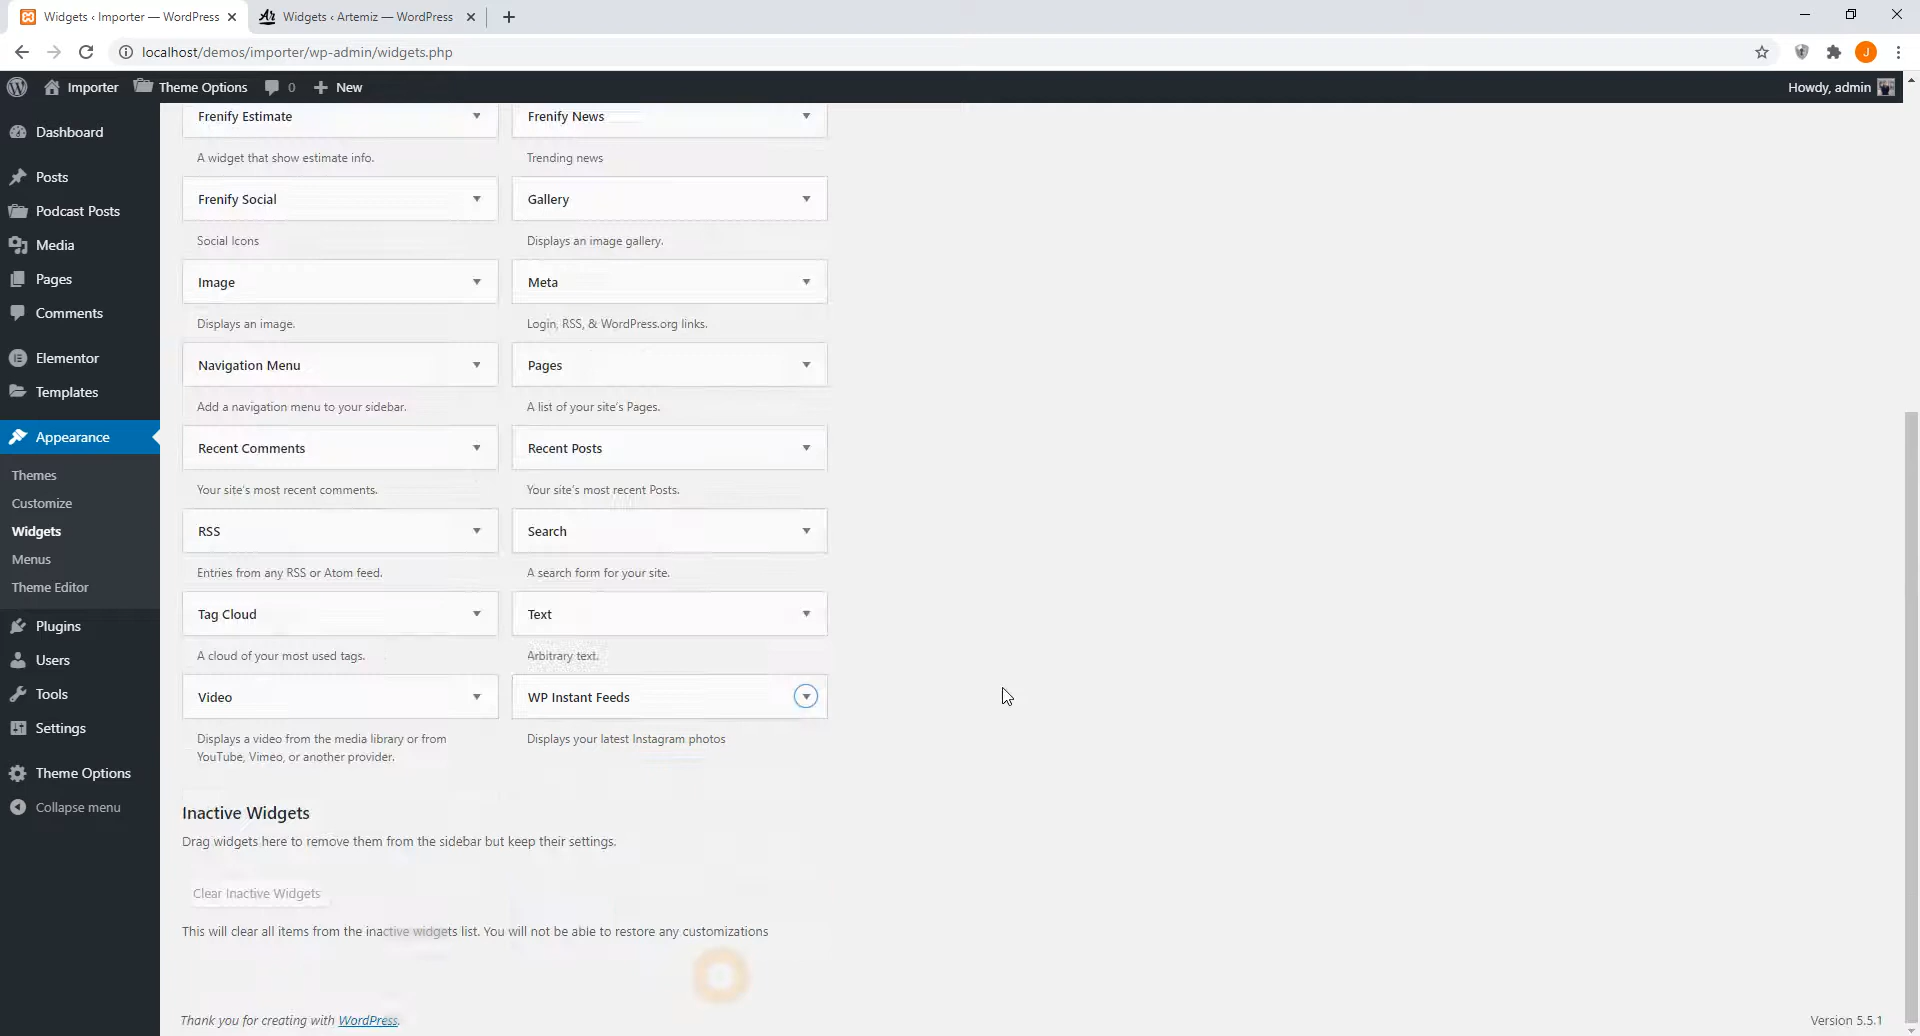 Widgets ‹ Importer — WordPress
Widgets ‹ Artemiz — WordPress
localhost/demos/importer/wp-admin/widgets.php
J
Importer
Theme Options
0
New
Howdy, admin
Dashboard
Posts
Podcast Posts
Media
Pages
Comments
Elementor
Templates
Appearance
Themes
Customize
Widgets
Menus
Theme Editor
Plugins
Users
Tools
Settings
Theme Options
Collapse menu
Frenify Estimate
A widget that show estimate info.
Frenify News
Trending news
Frenify Social
Social Icons
Gallery
Displays an image gallery.
Image
Displays an image.
Meta
Login, RSS, & WordPress.org links.
Navigation Menu
Add a navigation menu to your sidebar.
Pages
A list of your site's Pages.
Recent Comments
Your site's most recent comments.
Recent Posts
Your site's most recent Posts.
RSS
Entries from any RSS or Atom feed.
Search
A search form for your site.
Tag Cloud
A cloud of your most used tags.
Text
Arbitrary text.
Video
Displays a video from the media library or from
YouTube, Vimeo, or another provider.
WP Instant Feeds
Displays your latest Instagram photos
Inactive Widgets
Drag widgets here to remove them from the sidebar but keep their settings.
Clear Inactive Widgets
This will clear all items from the inactive widgets list. You will not be able to restore any customizations
Thank you for creating with WordPress.
Version 5.5.1